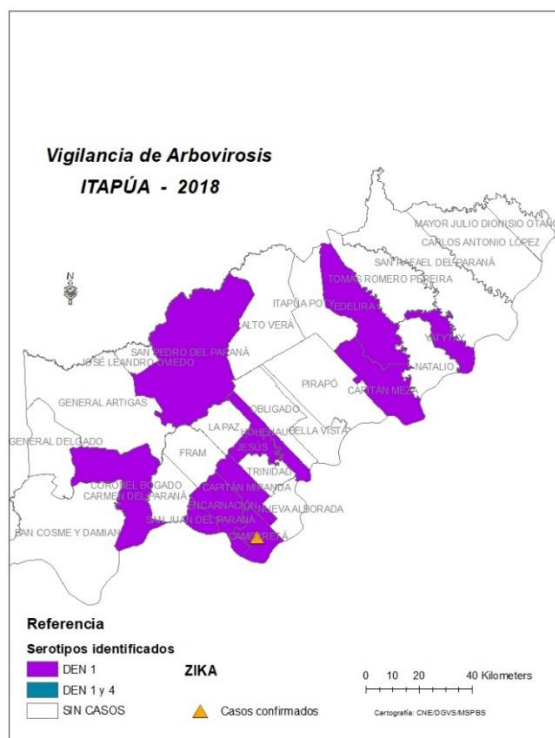 Vigilancia de Arbovirosis
ITAPÚA - 2018
N
MAYOR JULIO DIONISIO OTAÑO
CARLOS ANTONIO LÓPEZ
SAN RAFAEL DEL PARANÁ
TOMAS ROMERO PEREIRA
ITAPÚA POTY
EDELIRA
ALTO VERÁ
YATYTAY
SAN PEDRO DEL PARANÁ
JOSÉ LEANDRO OVIEDO
NATALIO
PIRAPÓ
CAPITÁN MEZA
GENERAL ARTIGAS
OBLIGADO
LA PAZ
HOHENAU
BELLA VISTA
GENERAL DELGADO
JESÚS
FRAM
TRINIDAD
CORONEL BOGADO
CAPITÁN MIRANDA
CARMEN DEL PARANÁ
ENCARNACIÓN
NUEVA ALBORADA
SAN JUAN DEL PARANÁ
SAN COSME Y DAMIAN
CAMBYRETÁ
Referencia
Serotipos identificados
DEN 1
ZIKA
DEN 1 y 4
SIN CASOS
Casos confirmados
0 10 20 40 Kilometers
Cartografía: CNE/DGVS/MSPBS